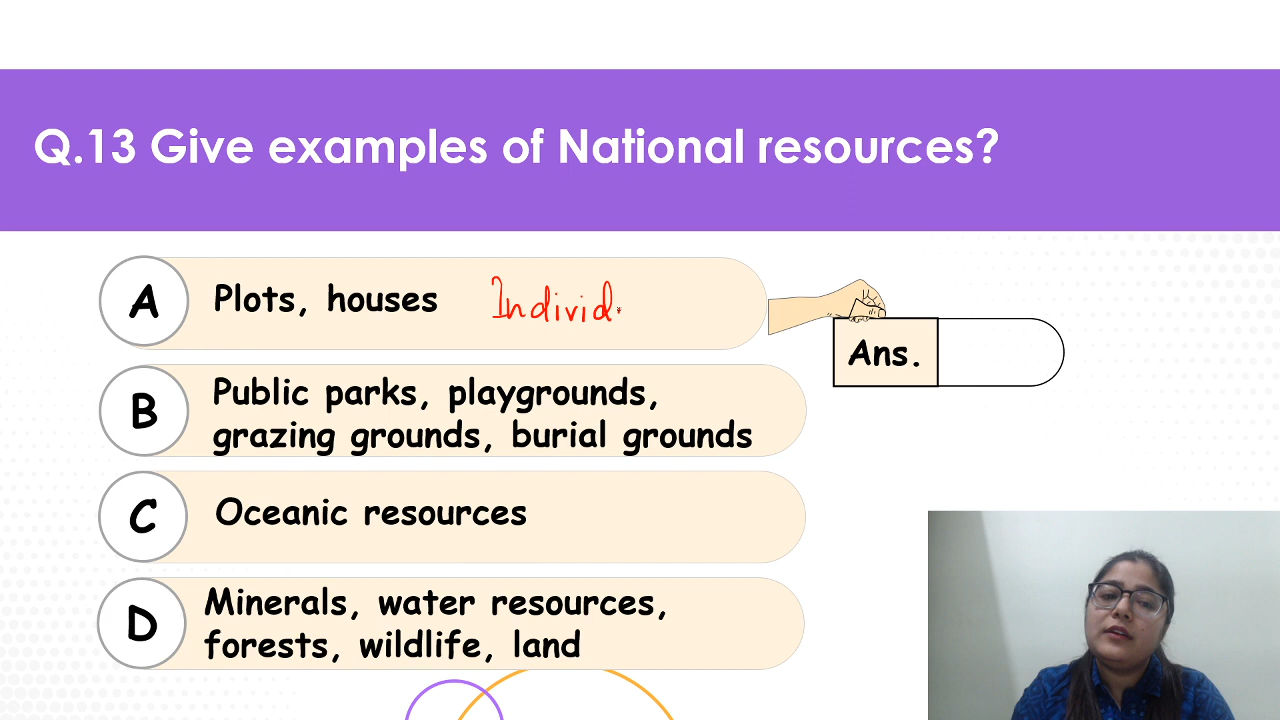 Q.13 Give examples of National resources?
A
Plots, houses Individ
Ans.
B
Public parks, playgrounds,
grazing grounds, burial grounds
C
Oceanic resources
D
Minerals, water resources,
forests, wildlife, land